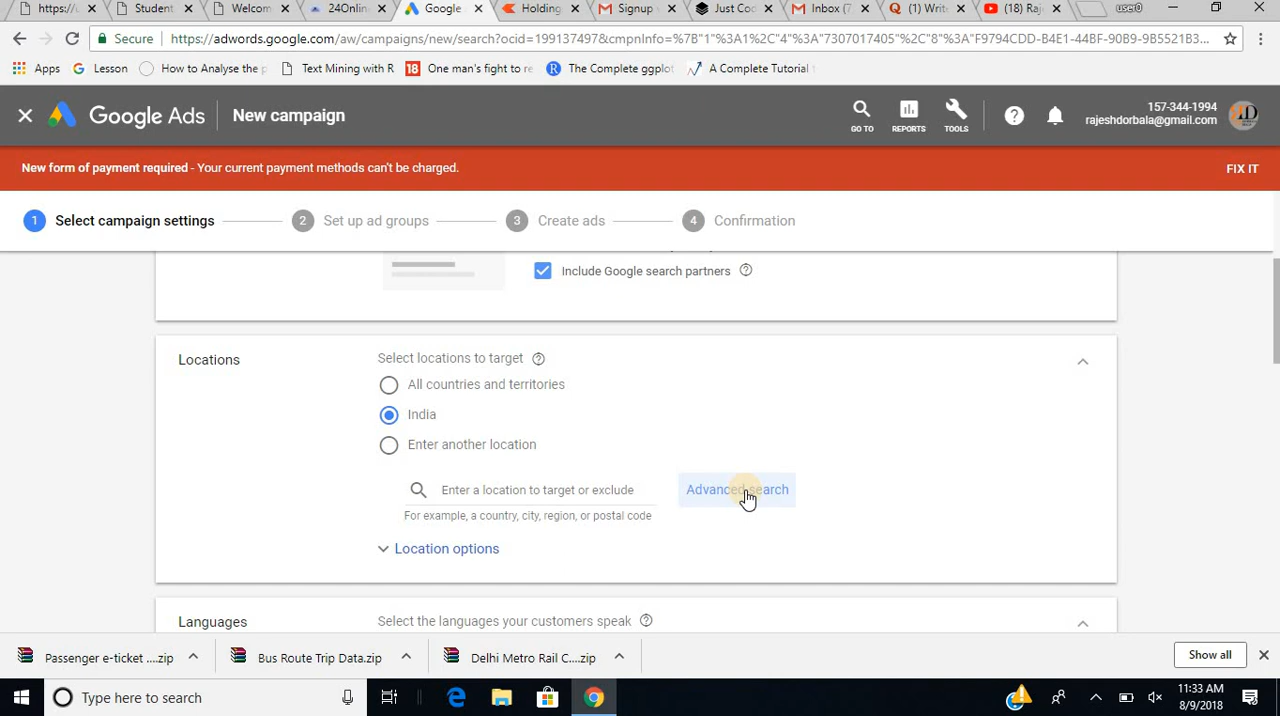 https://u
Student
Welcom
24Onlin
Google
Holding
Signup
Just Co
Inbox (
(1) Writ
(18) Raj
user0
Secure
https://adwords.google.com/aw/campaigns/new/search?ocid=199137497&cmpnInfo=%7B"1"%3A1%2C"4"%3A"7307017405"%2C"8"%3A"F9794CDD-B4E1-44BF-90B9-9B5521B3...
Apps
Lesson
How to Analyse the p
Text Mining with R
18
One man's fight to re
R
The Complete ggplot
A Complete Tutorial t
Google Ads
New campaign
GO TO
REPORTS
TOOLS
157-344-1994
rajeshdorbala@gmail.com
New form of payment required - Your current payment methods can't be charged.
FIX IT
1 Select campaign settings
2 Set up ad groups
3 Create ads
4 Confirmation
Include Google search partners
Locations
Select locations to target
All countries and territories
India
Enter another location
Enter a location to target or exclude
Advanced search
For example, a country, city, region, or postal code
Location options
Languages
Select the languages your customers speak
Passenger e-ticket ....zip
Bus Route Trip Data.zip
Delhi Metro Rail C....zip
Show all
Type here to search
11:33 AM
8/9/2018